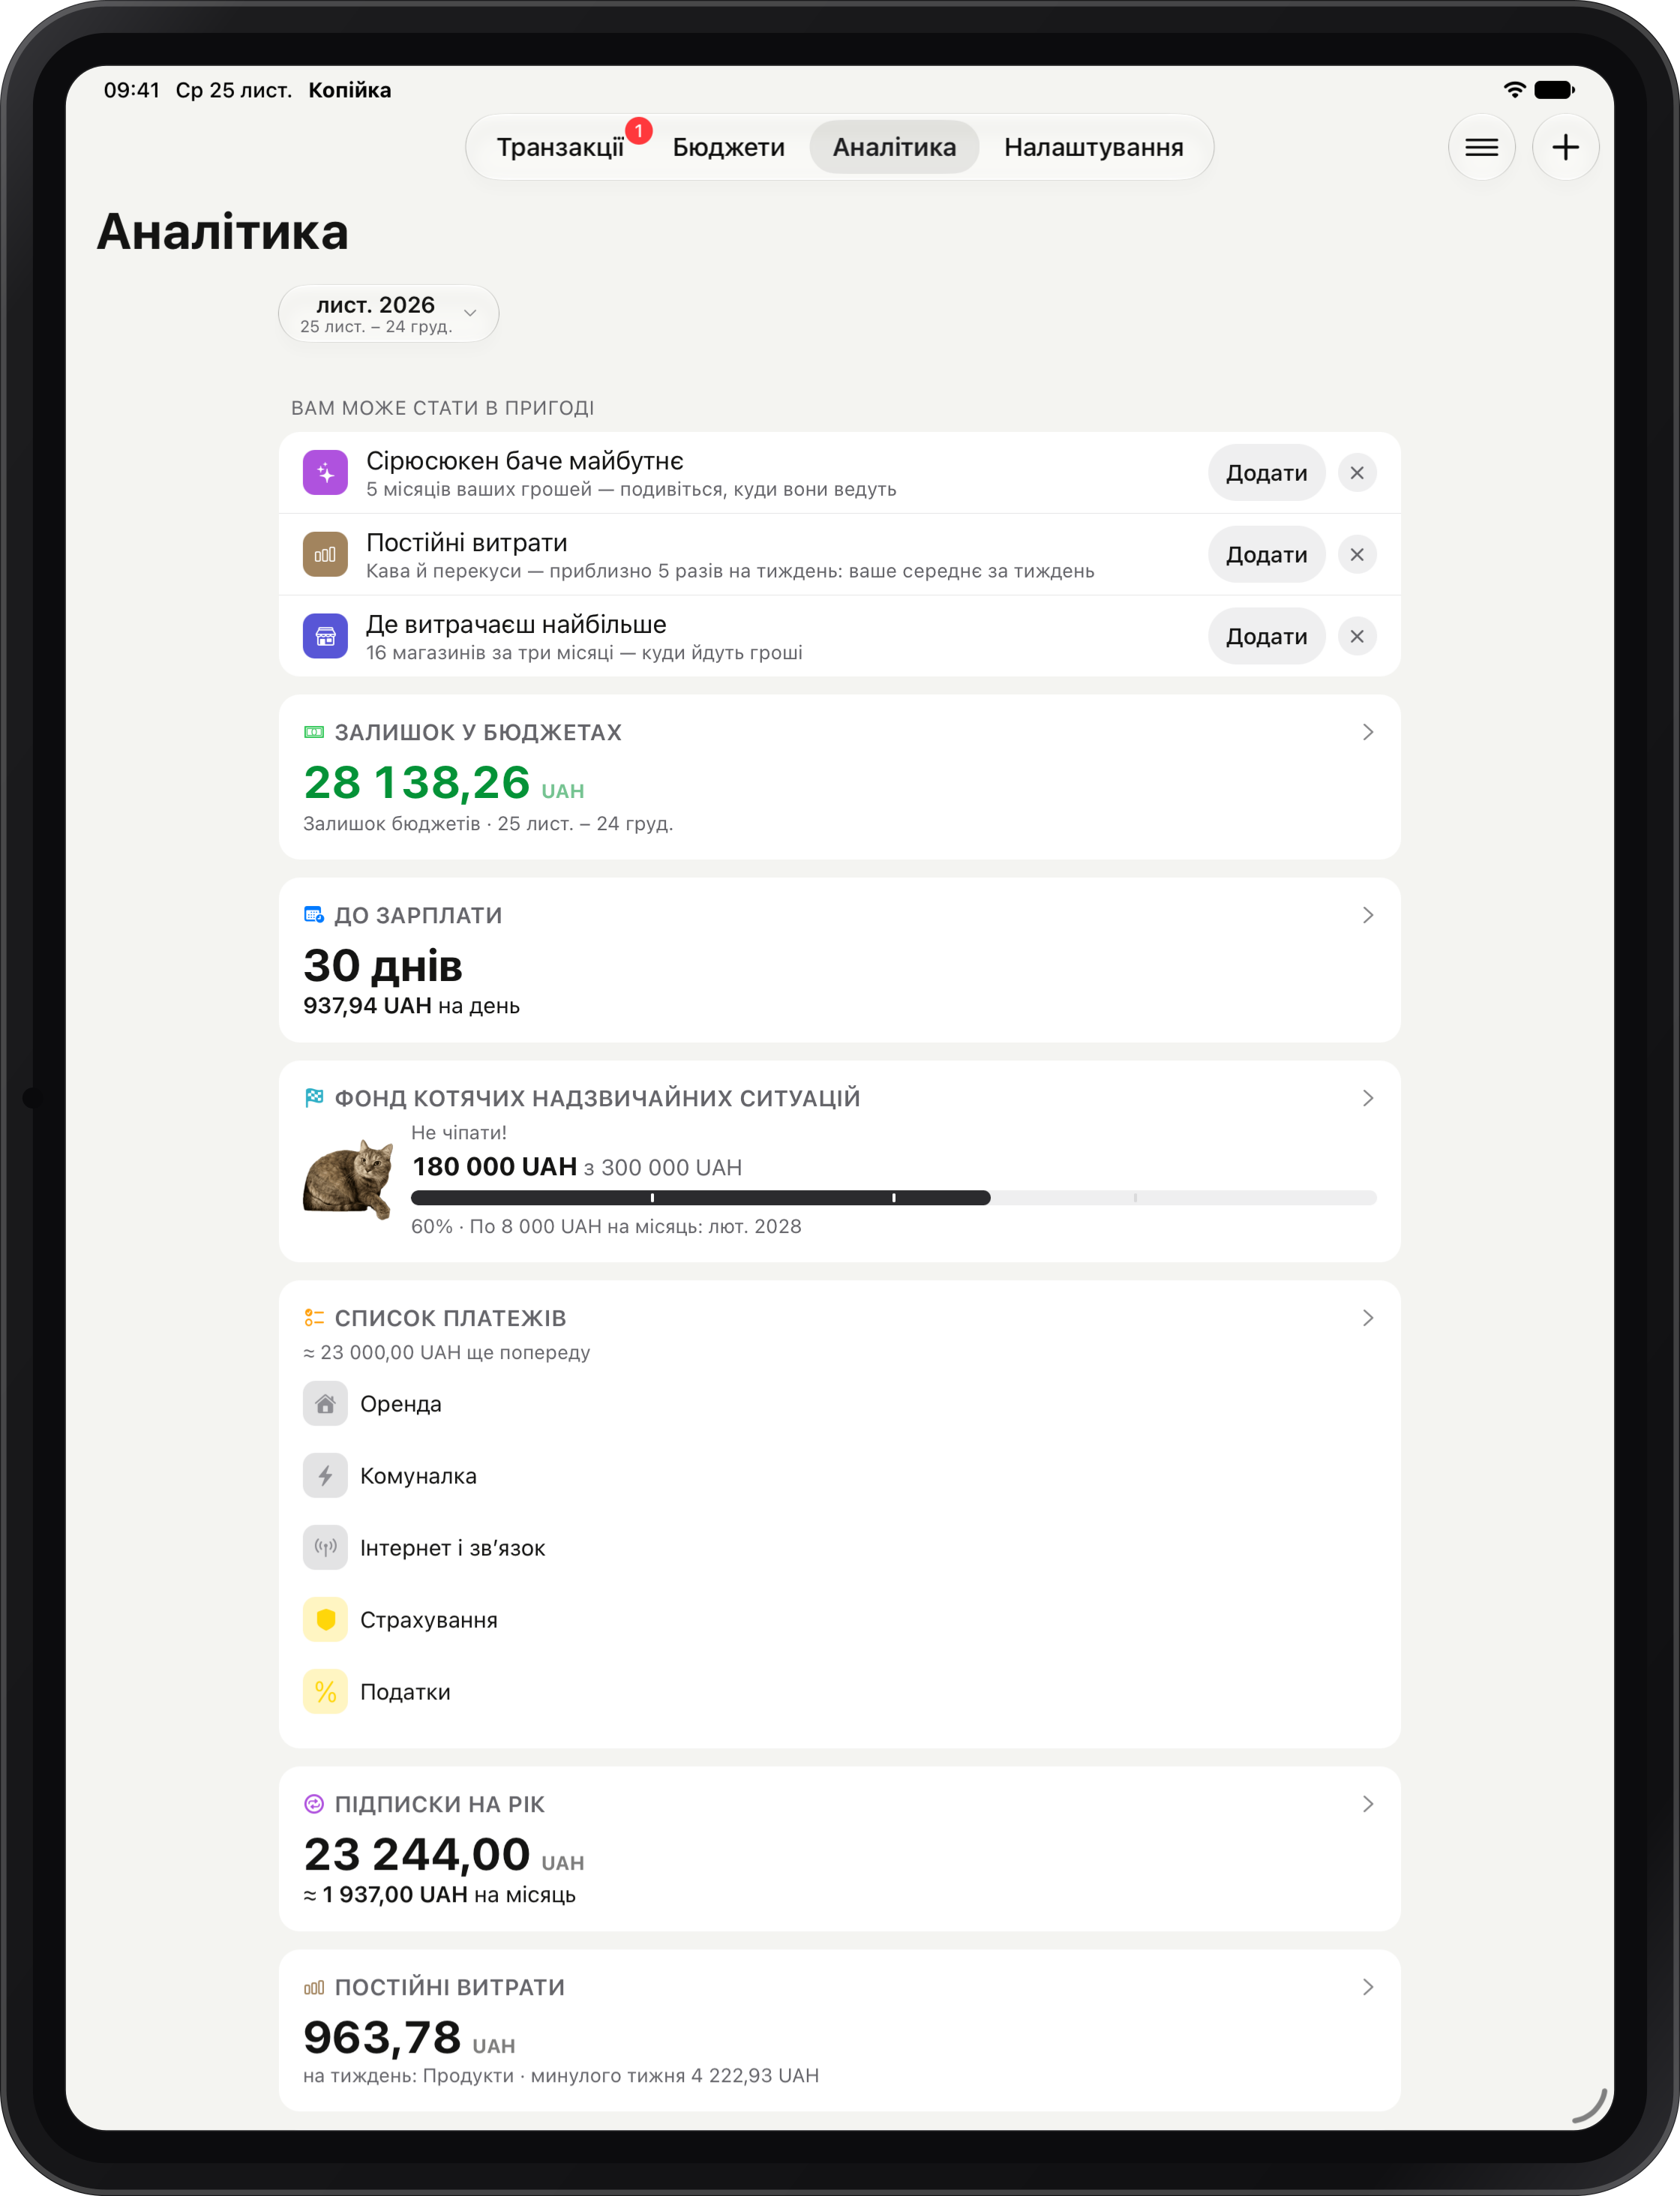 09:41 Ср 25 лист. Копійка
Транзакції 1 Бюджети Аналітика Налаштування
Аналітика
лист. 2026
25 лист. – 24 груд.
ВАМ МОЖЕ СТАТИ В ПРИГОДІ
Сірюсюкен баче майбутнє
5 місяців ваших грошей — подивіться, куди вони ведуть
Додати
Постійні витрати
Кава й перекуси — приблизно 5 разів на тиждень: ваше середнє за тиждень
Додати
Де витрачаєш найбільше
16 магазинів за три місяці — куди йдуть гроші
Додати
ЗАЛИШОК У БЮДЖЕТАХ
28 138,26 UAH
Залишок бюджетів · 25 лист. – 24 груд.
ДО ЗАРПЛАТИ
30 днів
937,94 UAH на день
ФОНД КОТЯЧИХ НАДЗВИЧАЙНИХ СИТУАЦІЙ
Не чіпати!
180 000 UAH з 300 000 UAH
60% · По 8 000 UAH на місяць: лют. 2028
СПИСОК ПЛАТЕЖІВ
≈ 23 000,00 UAH ще попереду
Оренда
Комуналка
Інтернет і зв’язок
Страхування
Податки
ПІДПИСКИ НА РІК
23 244,00 UAH
≈ 1 937,00 UAH на місяць
ПОСТІЙНІ ВИТРАТИ
963,78 UAH
на тиждень: Продукти · минулого тижня 4 222,93 UAH